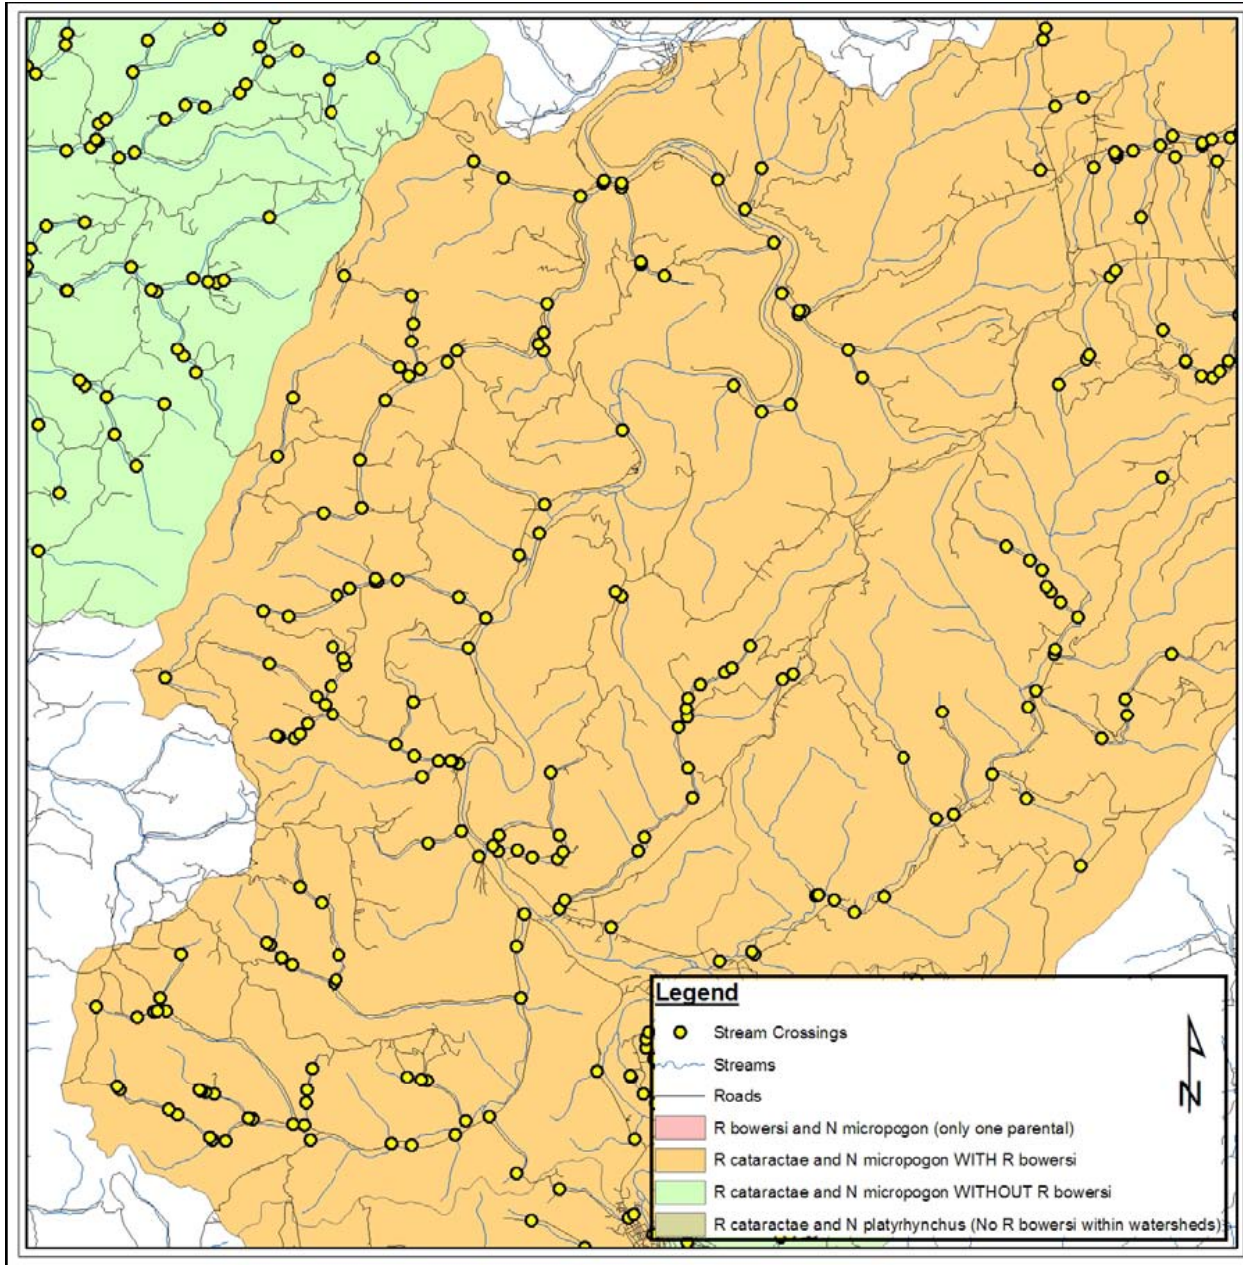 Legend
Stream Crossings
Streams
Roads
R bowersi and N micropogon (only one parental)
R cataractae and N micropogon WITH R bowersi
R cataractae and N micropogon WITHOUT R bowersi
R cataractae and N platyrhynchus (No R bowersi within watersheds)
N